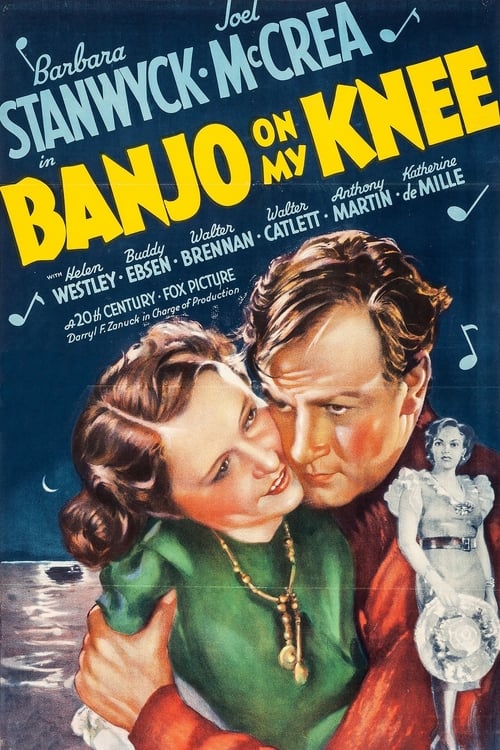 Barbara Joel
STANWYCK · McCREA
in
BANJO ON MY KNEE
with Helen WESTLEY · Buddy EBSEN · Walter BRENNAN · Walter CATLETT · Anthony MARTIN · Katherine de MILLE
A 20TH CENTURY · FOX PICTURE
Darryl F. Zanuck in Charge of Production